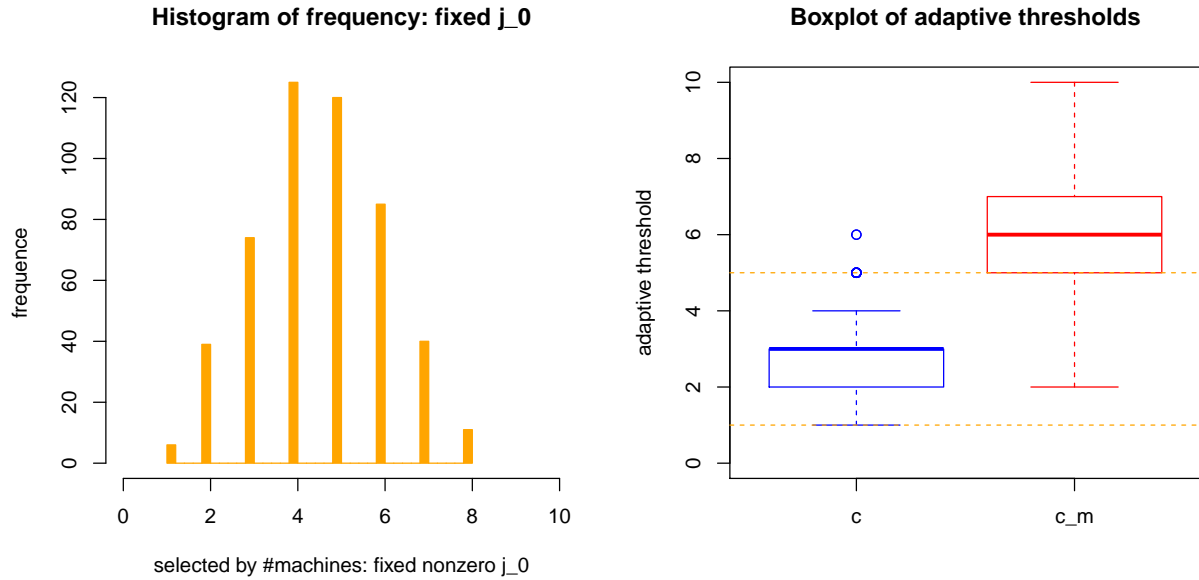 Histogram of frequency: fixed j_0
frequence
120
100
80
60
40
20
0
0 2 4 6 8 10
selected by #machines: fixed nonzero j_0
Boxplot of adaptive thresholds
adaptive threshold
10
8
6
4
2
0
c c_m